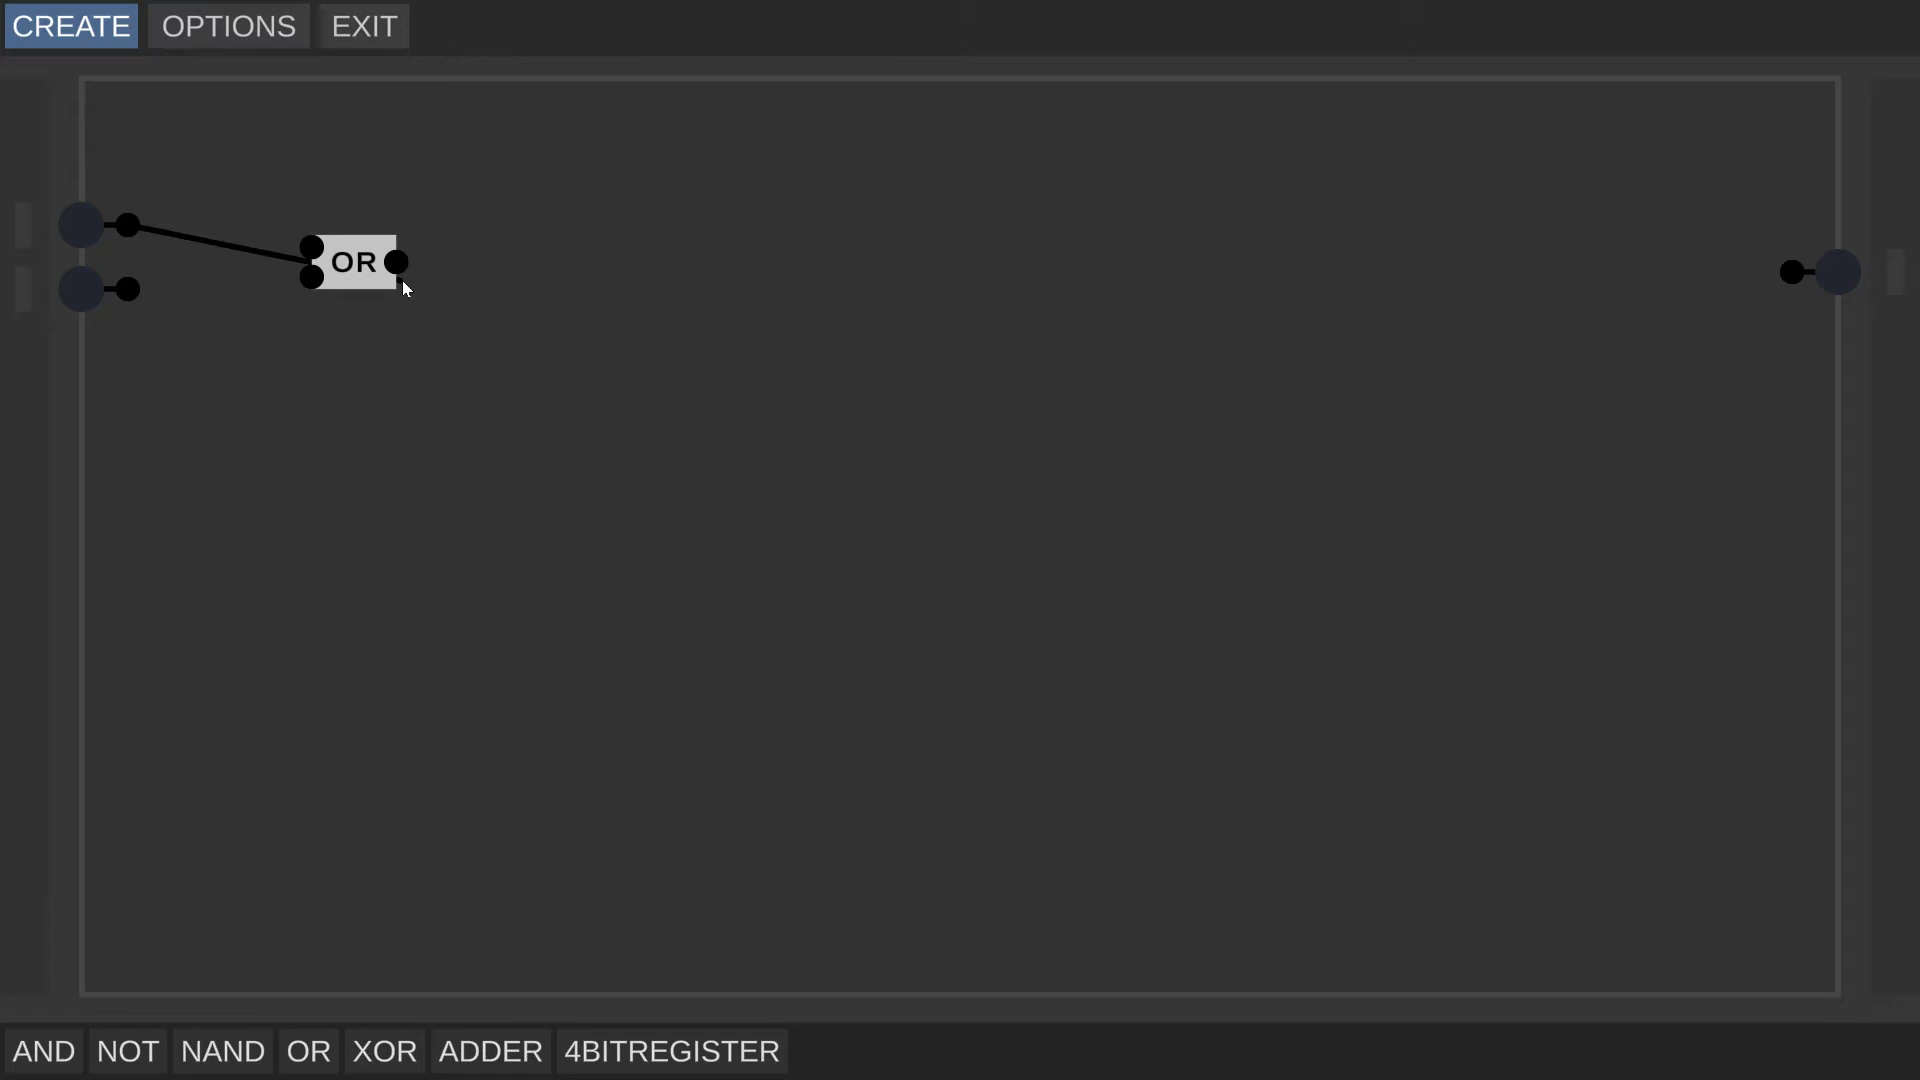 CREATE OPTIONS EXIT
OR
AND NOT NAND OR XOR ADDER 4BITREGISTER